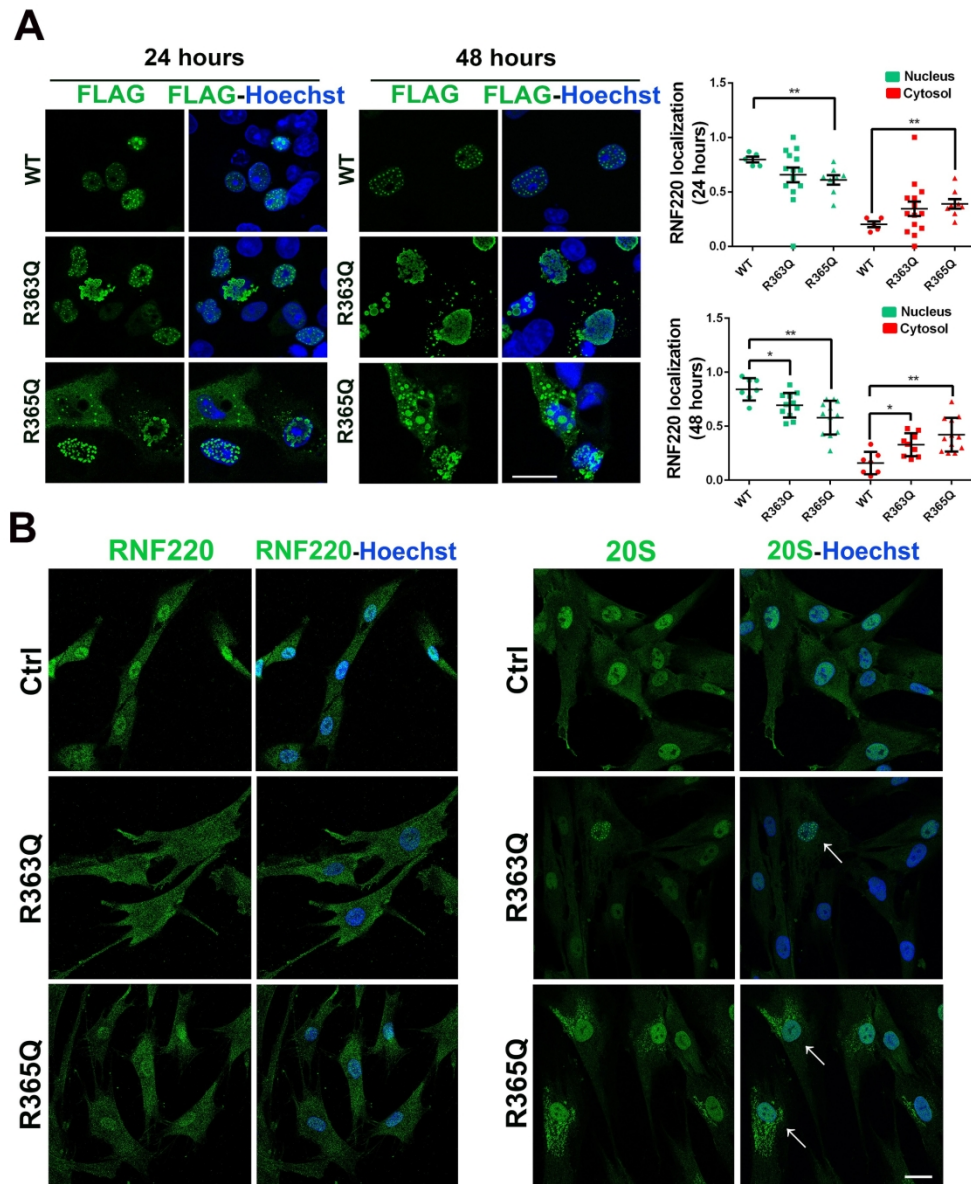 A
24 hours
48 hours
FLAG FLAG-Hoechst
FLAG FLAG-Hoechst
WT
R363Q
R365Q
WT
R363Q
R365Q
Nucleus
Cytosol
RNF220 localization
(24 hours)
1.5
1.0
0.5
0.0
**
**
WT
R363Q
R365Q
WT
R363Q
R365Q
Nucleus
Cytosol
RNF220 localization
(48 hours)
1.5
1.0
0.5
0.0
**
*
**
*
WT
R363Q
R365Q
WT
R363Q
R365Q
B
RNF220 RNF220-Hoechst
20S 20S-Hoechst
Ctrl
R363Q
R365Q
Ctrl
R363Q
R365Q